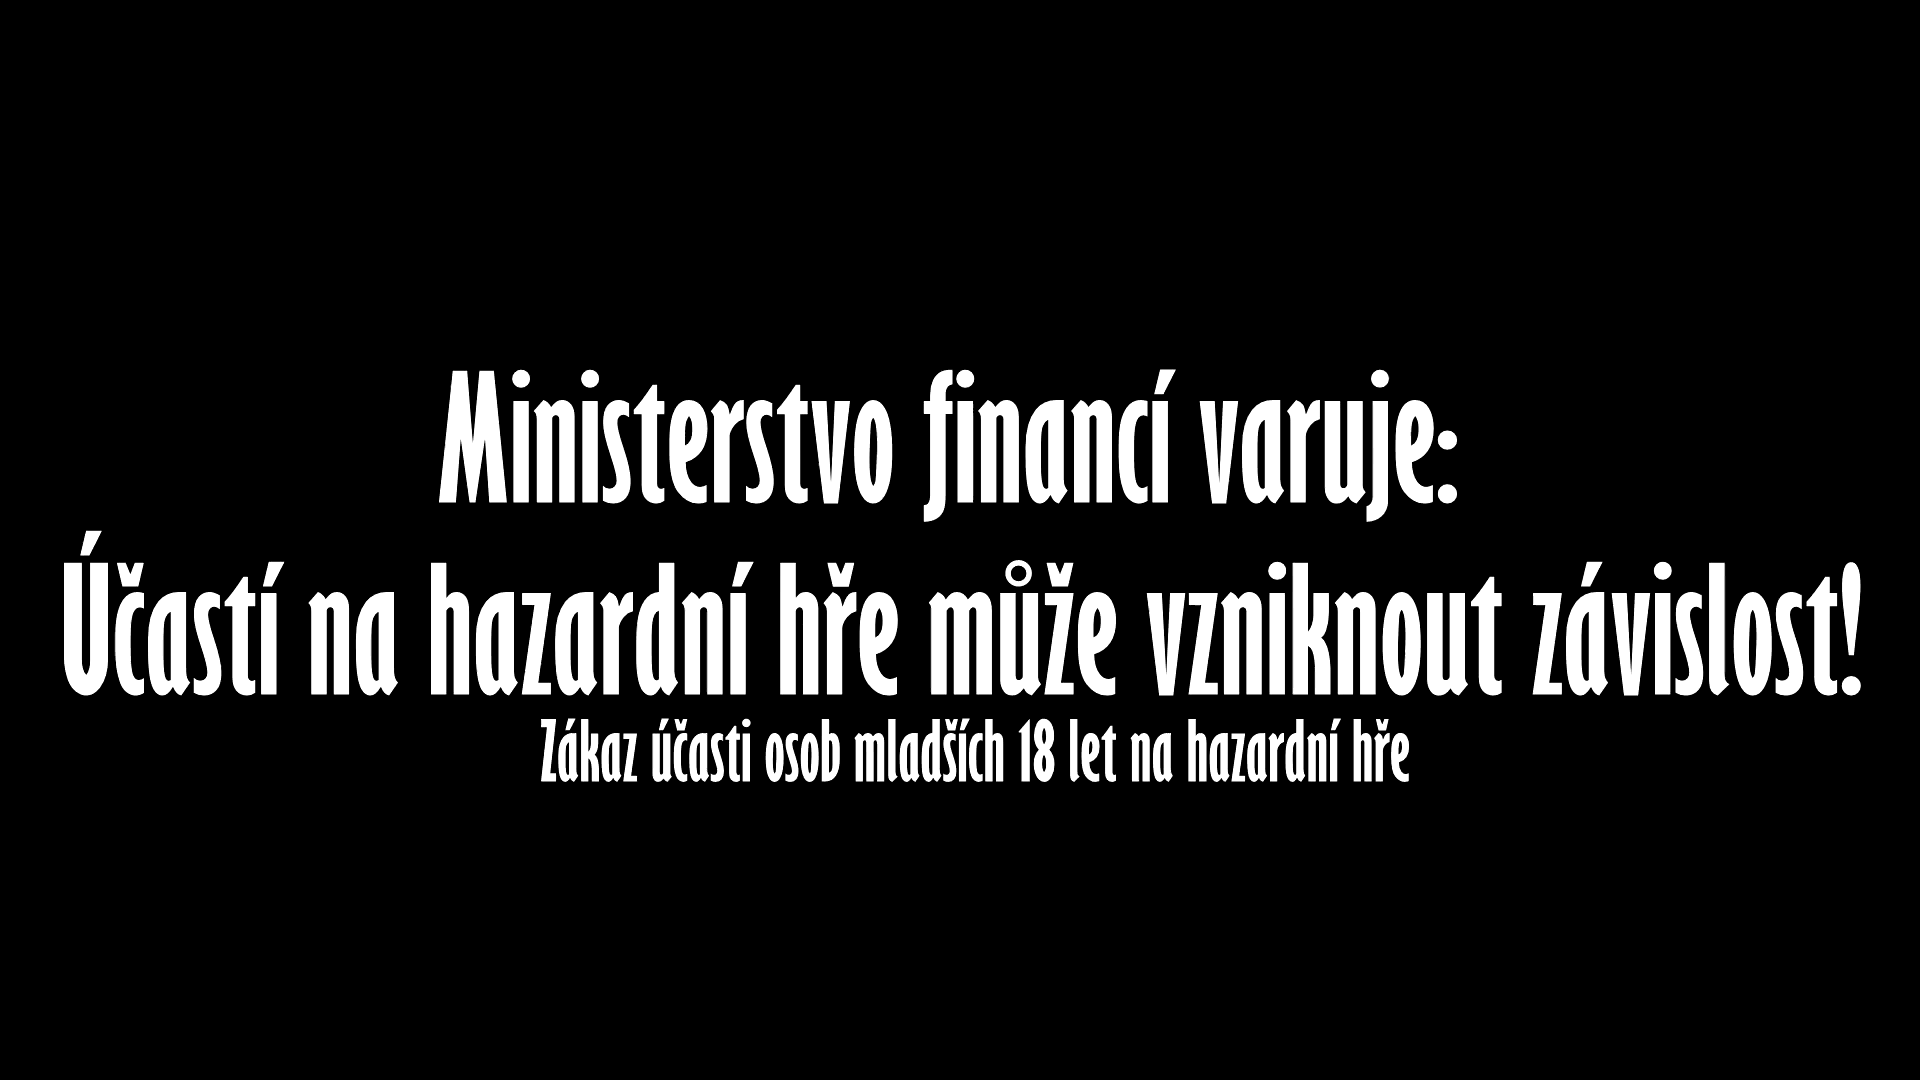 Ministerstvo financí varuje:
Účastí na hazardní hře může vzniknout závislost!
Zákaz účasti osob mladších 18 let na hazardní hře